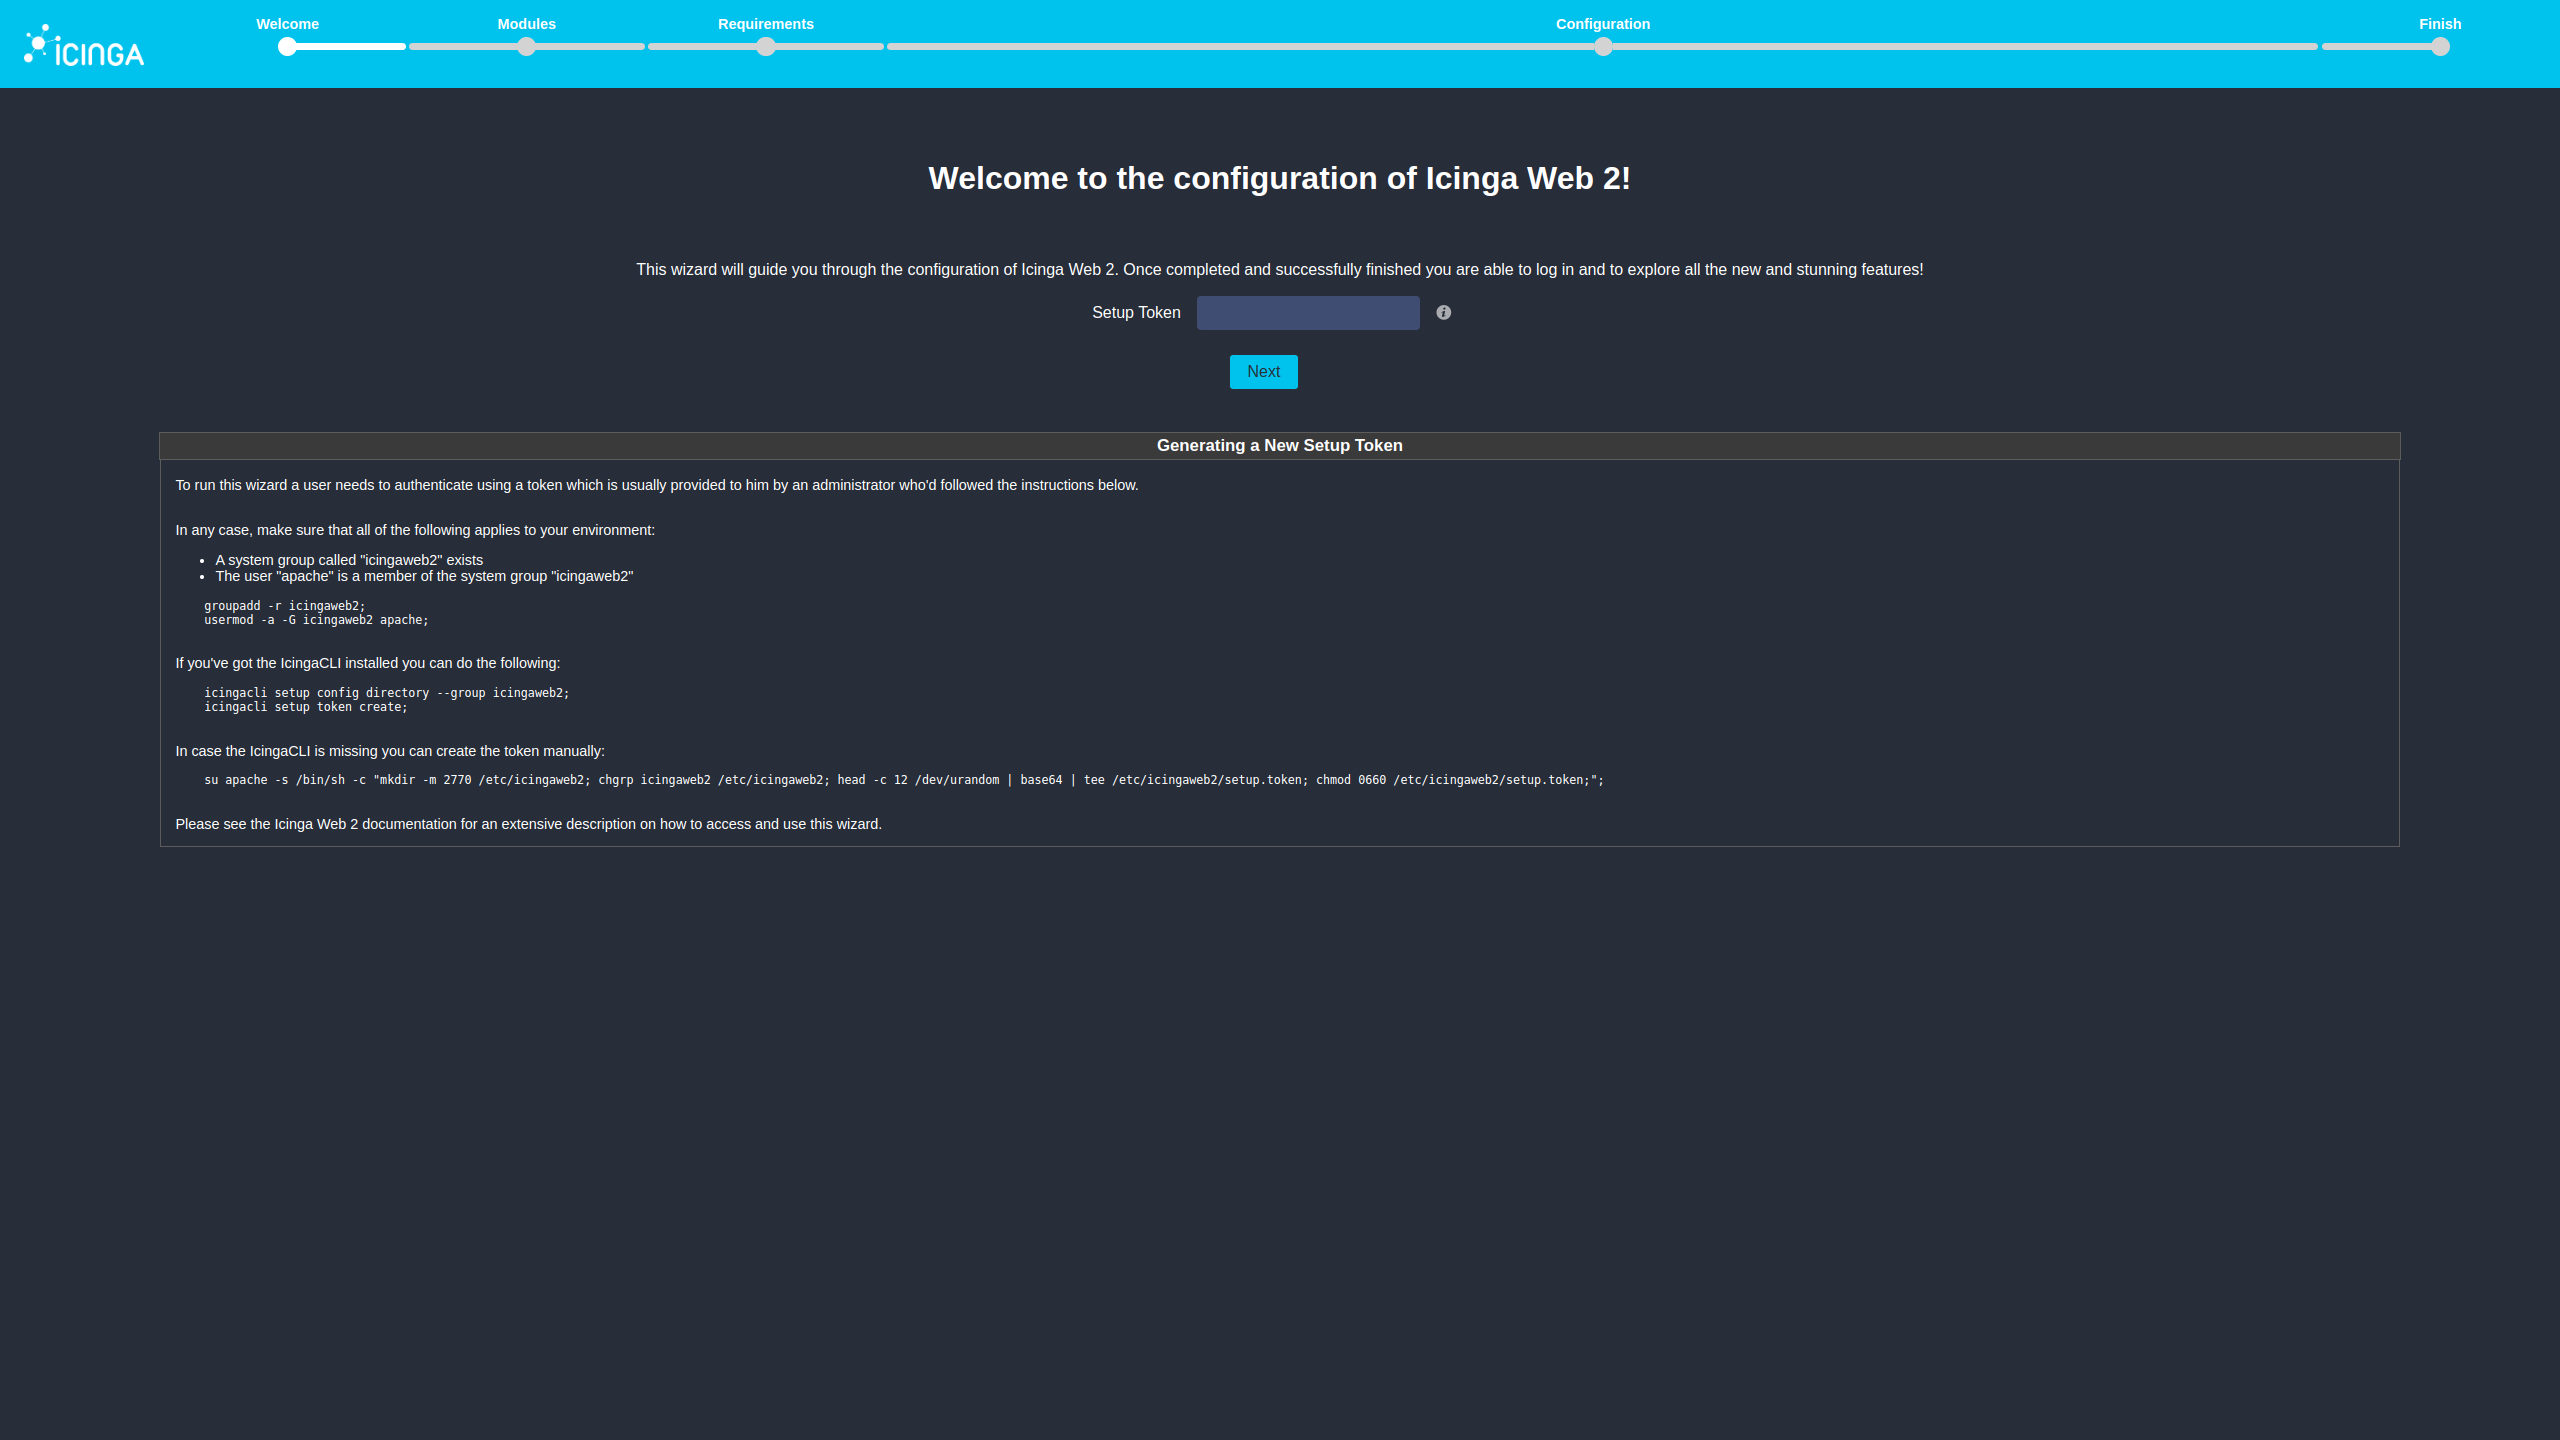 ICINGA
Welcome
Modules
Requirements
Configuration
Finish
Welcome to the configuration of Icinga Web 2!
This wizard will guide you through the configuration of Icinga Web 2. Once completed and successfully finished you are able to log in and to explore all the new and stunning features!
Setup Token
Next
Generating a New Setup Token
To run this wizard a user needs to authenticate using a token which is usually provided to him by an administrator who'd followed the instructions below.
In any case, make sure that all of the following applies to your environment:
• A system group called "icingaweb2" exists
• The user "apache" is a member of the system group "icingaweb2"
groupadd -r icingaweb2;
usermod -a -G icingaweb2 apache;
If you've got the IcingaCLI installed you can do the following:
icingacli setup config directory --group icingaweb2;
icingacli setup token create;
In case the IcingaCLI is missing you can create the token manually:
su apache -s /bin/sh -c "mkdir -m 2770 /etc/icingaweb2; chgrp icingaweb2 /etc/icingaweb2; head -c 12 /dev/urandom | base64 | tee /etc/icingaweb2/setup.token; chmod 0660 /etc/icingaweb2/setup.token;";
Please see the Icinga Web 2 documentation for an extensive description on how to access and use this wizard.